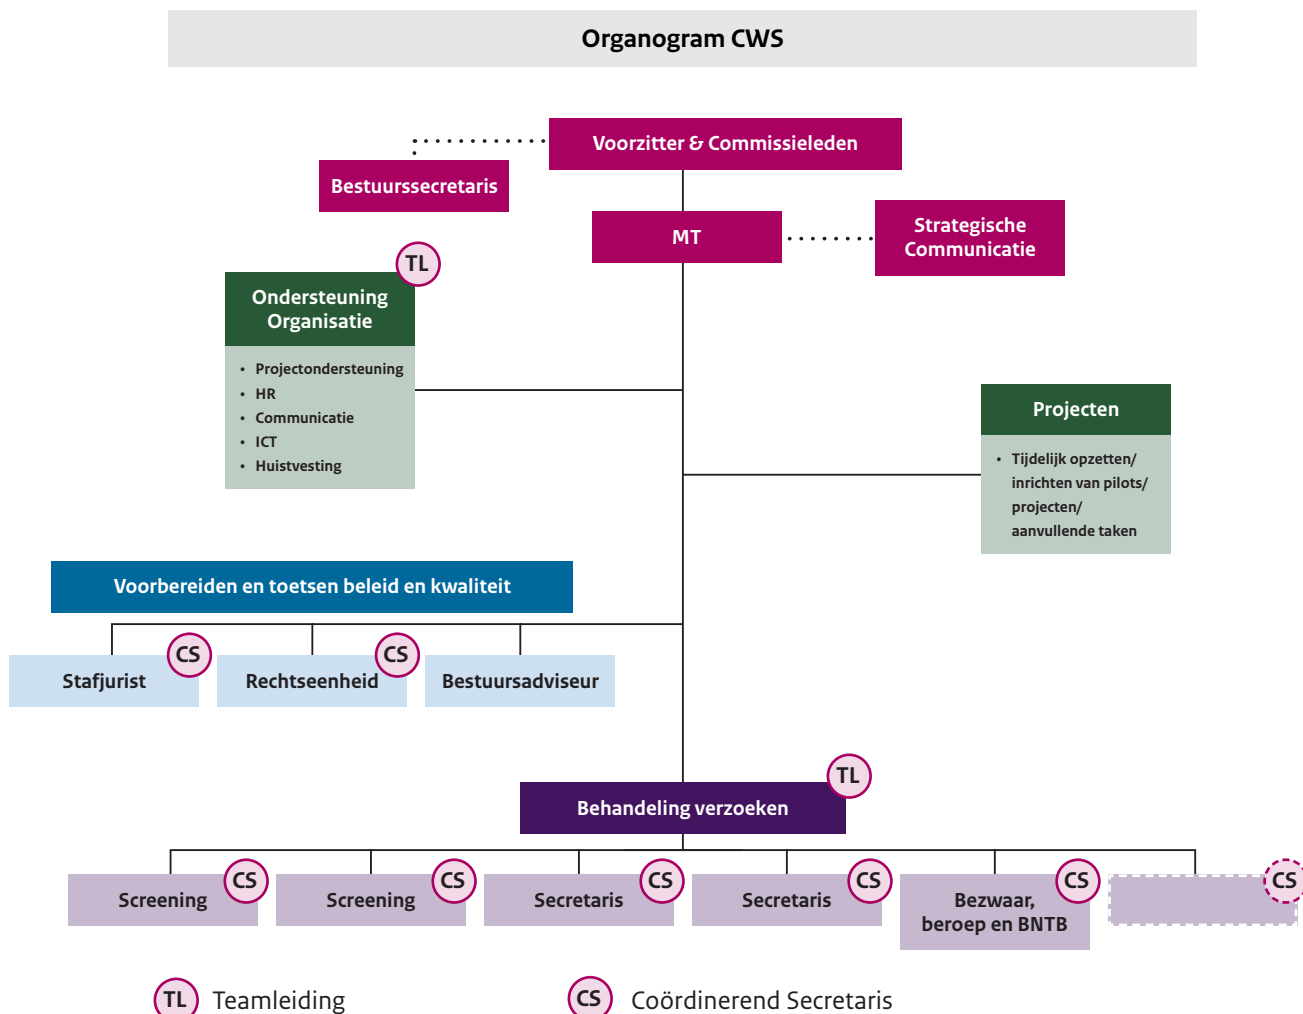 Organogram CWS
Voorzitter & Commissieleden
Bestuurssecretaris
MT
Strategische
Communicatie
TL
Ondersteuning
Organisatie
• Projectondersteuning
• HR
• Communicatie
• ICT
• Huistvesting
Projecten
• Tijdelijk opzetten/
inrichten van pilots/
projecten/
aanvullende taken
Voorbereiden en toetsen beleid en kwaliteit
CS
Stafjurist
CS
Rechtseenheid
Bestuursadviseur
TL
Behandeling verzoeken
CS
Screening
CS
Screening
CS
Secretaris
CS
Secretaris
CS
Bezwaar,
beroep en BNTB
CS
TL Teamleiding
CS Coördinerend Secretaris